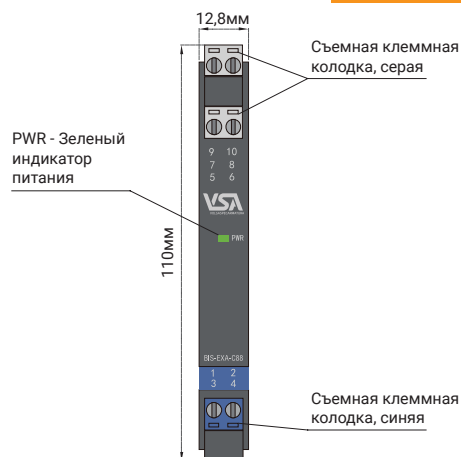 12,8мм
Съемная клеммная
колодка, серая
PWR - Зеленый
индикатор
питания
110мм
9 10
7 8
5 6
VSA
PWR
BIS-EXA-C8B
1 2
3 4
Съемная клеммная
колодка, синяя